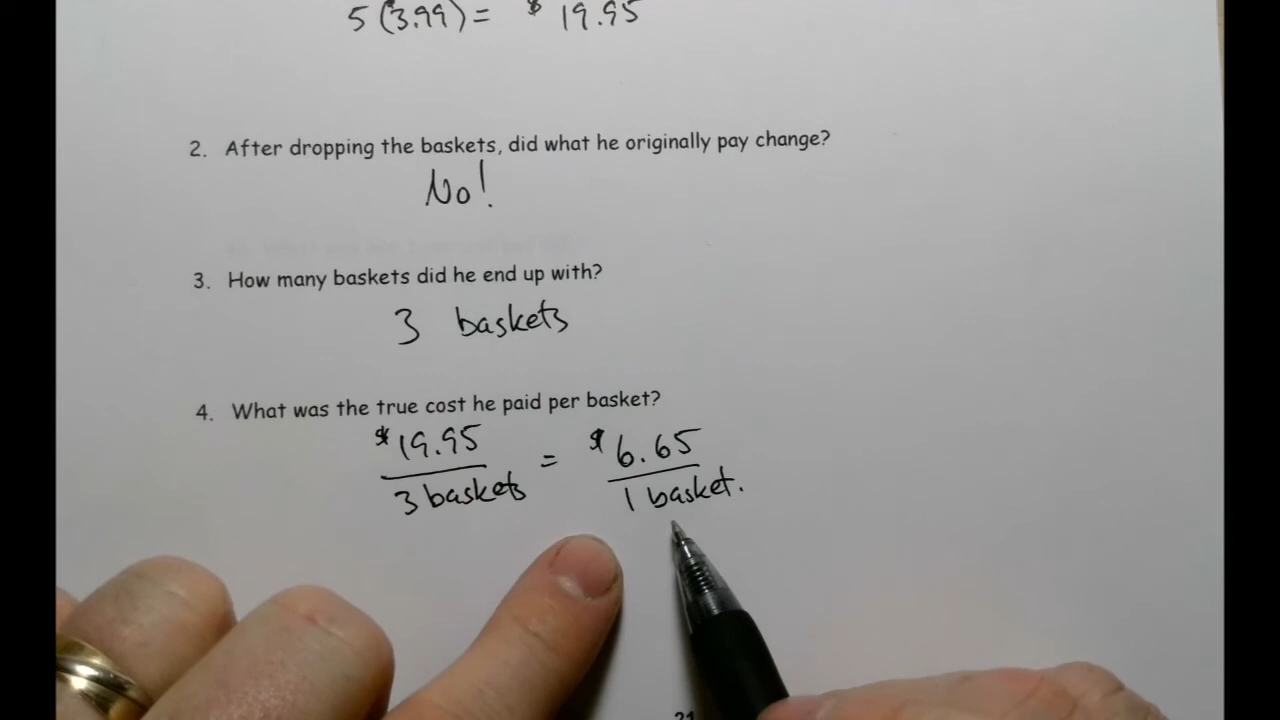 5 (3.99) = $ 19.95
2. After dropping the baskets, did what he originally pay change?
No!
3. How many baskets did he end up with?
3 baskets
4. What was the true cost he paid per basket?
$19.95 = $6.65
3 baskets 1 basket.
21